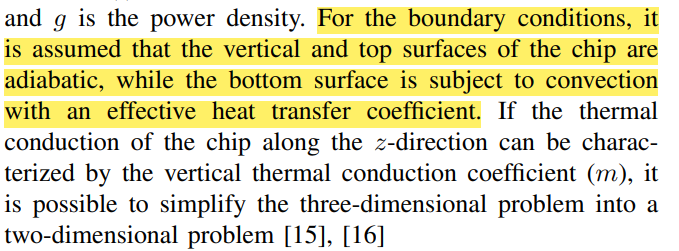 and g is the power density. For the boundary conditions, it
is assumed that the vertical and top surfaces of the chip are
adiabatic, while the bottom surface is subject to convection
with an effective heat transfer coefficient. If the thermal
conduction of the chip along the z-direction can be charac-
terized by the vertical thermal conduction coefficient (m), it
is possible to simplify the three-dimensional problem into a
two-dimensional problem [15], [16]